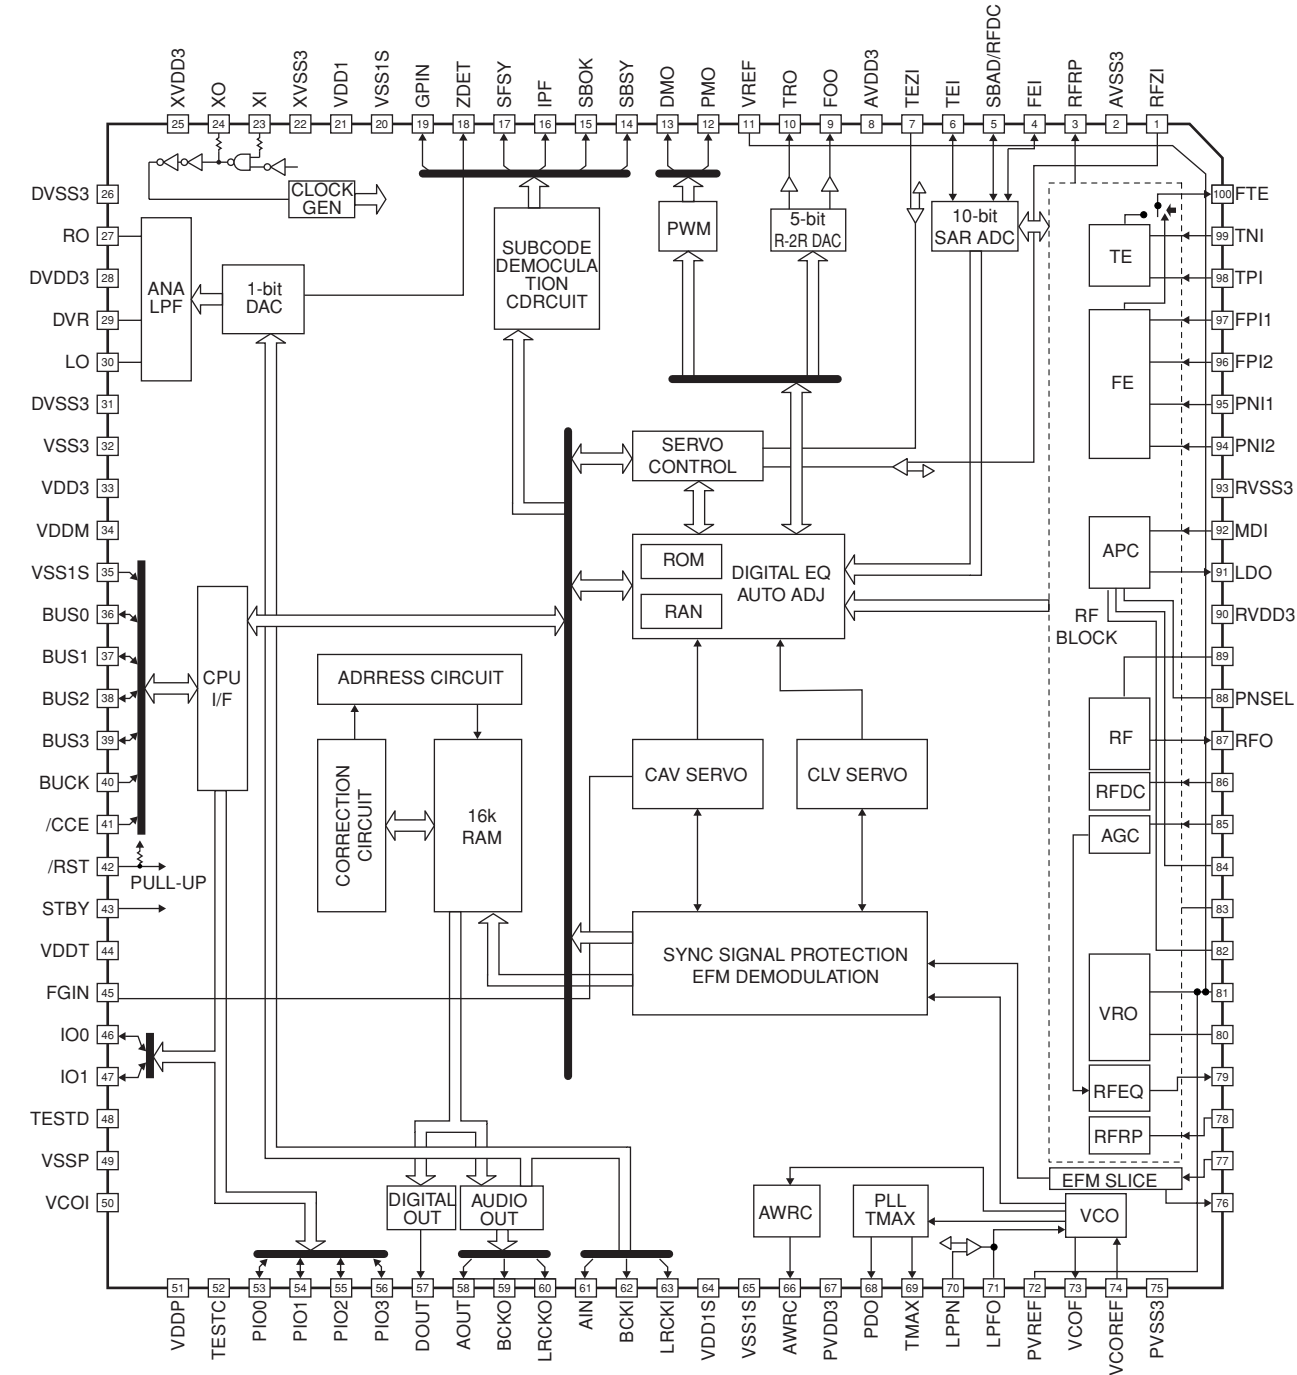 XVDD3
XO
XI
XVSS3
VDD1
VSS1S
GPIN
ZDET
SFSY
IPF
SBOK
SBSY
DMO
PMO
VREF
TRO
FOO
AVDD3
TEZI
TEI
SBAD/RFDC
FEI
RFRP
AVSS3
RFZI
25
24
23
22
21
20
19
18
17
16
15
14
13
12
11
10
9
8
7
6
5
4
3
2
1
DVSS3 26
RO 27
DVDD3 28
DVR 29
LO 30
DVSS3 31
VSS3 32
VDD3 33
VDDM 34
VSS1S 35
BUS0 36
BUS1 37
BUS2 38
BUS3 39
BUCK 40
/CCE 41
/RST 42
STBY 43
VDDT 44
FGIN 45
IO0 46
IO1 47
TESTD 48
VSSP 49
VCOI 50
CLOCK
GEN
ANA
LPF
1-bit
DAC
SUBCODE
DEMOCULA
TION
CDRCUIT
PWM
5-bit
R-2R DAC
10-bit
SAR ADC
SERVO
CONTROL
ROM
RAN
DIGITAL EQ
AUTO ADJ
CPU
I/F
PULL-UP
ADRRESS CIRCUIT
CORRECTION
CIRCUIT
16k
RAM
CAV SERVO
CLV SERVO
SYNC SIGNAL PROTECTION
EFM DEMODULATION
DIGITAL
OUT
AUDIO
OUT
AWRC
PLL
TMAX
VCO
EFM SLICE
TE
FE
APC
RF
BLOCK
RF
RFDC
AGC
VRO
RFEQ
RFRP
100 FTE
99 TNI
98 TPI
97 FPI1
96 FPI2
95 PNI1
94 PNI2
93 RVSS3
92 MDI
91 LDO
90 RVDD3
89
88 PNSEL
87 RFO
86
85
84
83
82
81
80
79
78
77
76
51
52
53
54
55
56
57
58
59
60
61
62
63
64
65
66
67
68
69
70
71
72
73
74
75
VDDP
TESTC
PIO0
PIO1
PIO2
PIO3
DOUT
AOUT
BCKO
LRCKO
AIN
BCKI
LRCKI
VDD1S
VSS1S
AWRC
PVDD3
PDO
TMAX
LPPN
LPFO
PVREF
VCOF
VCOREF
PVSS3